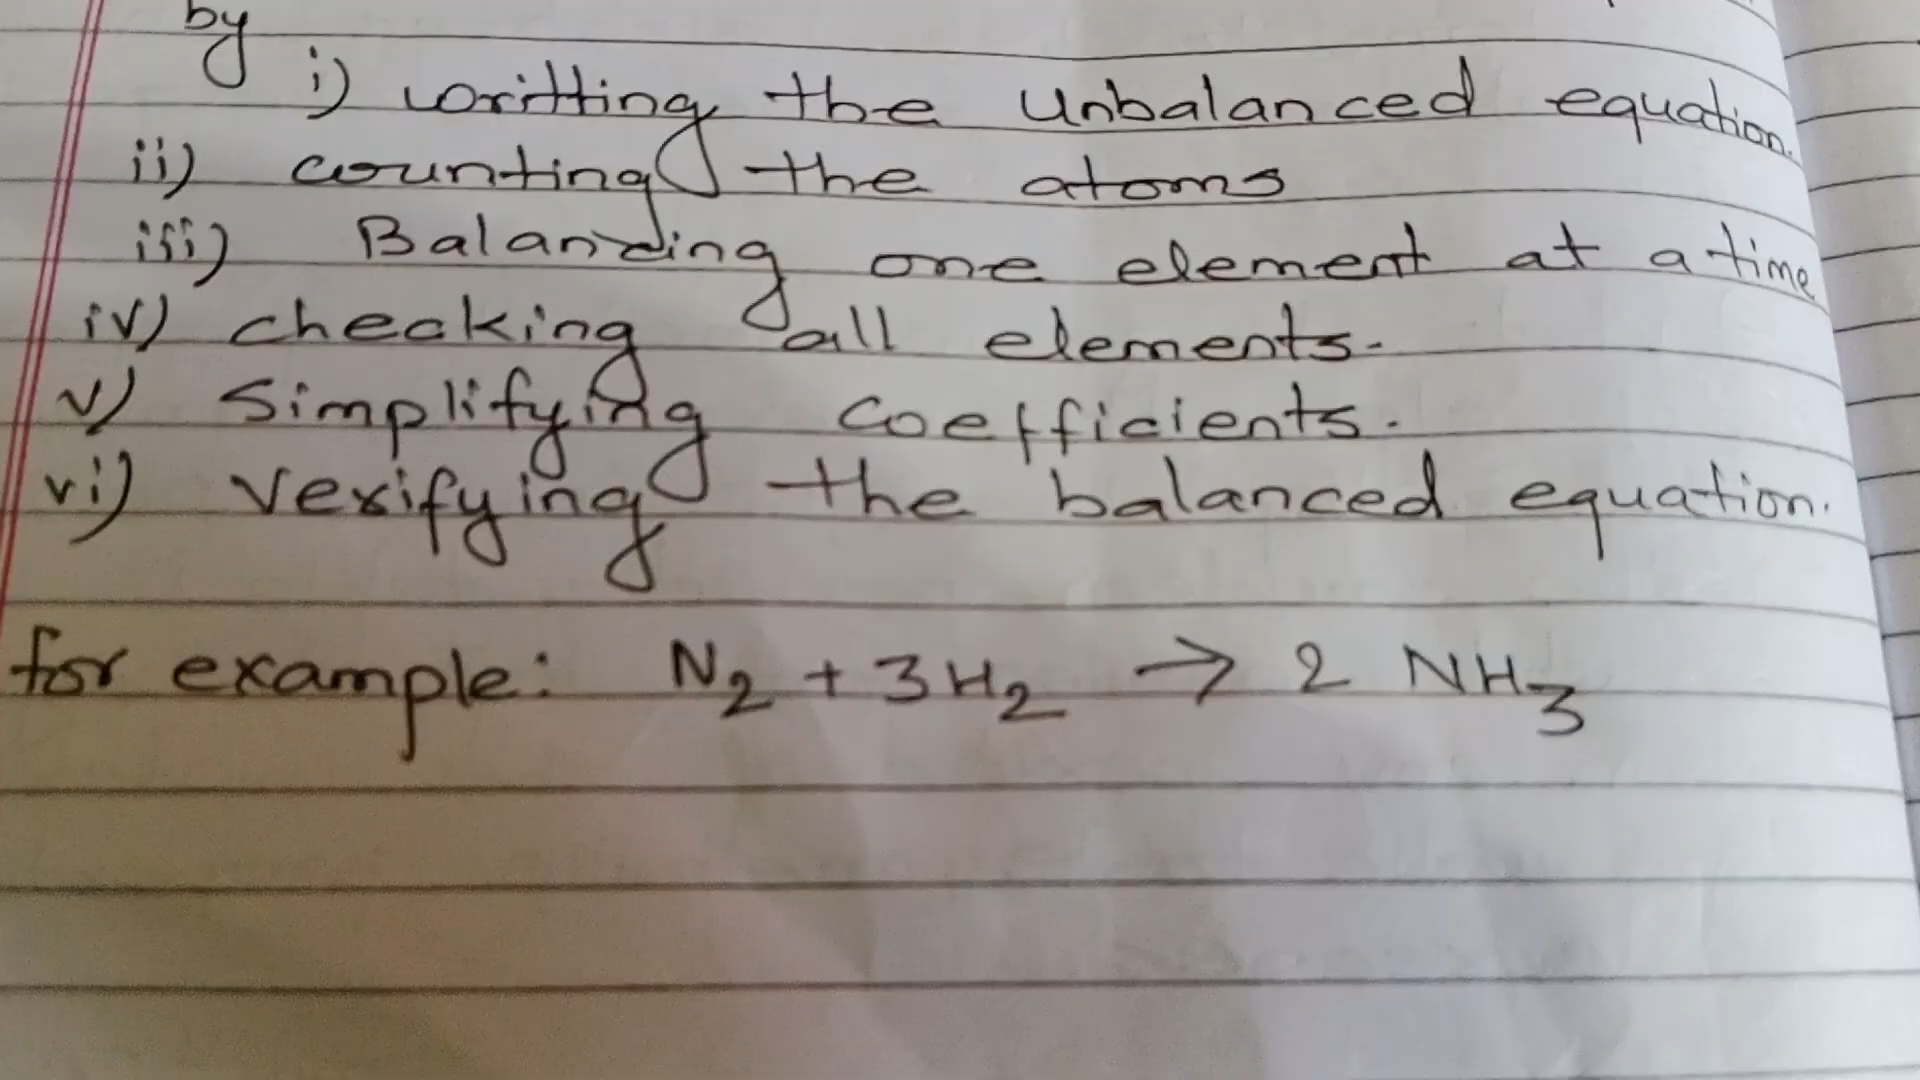 by
i) writting the Unbalanced equation.
ii) counting the atoms
iii) Balancing one element at a time
iv) checking all elements.
v) Simplifying coefficients.
vi) Verifying the balanced equation.
for example: N₂ + 3H₂ → 2 NH₃